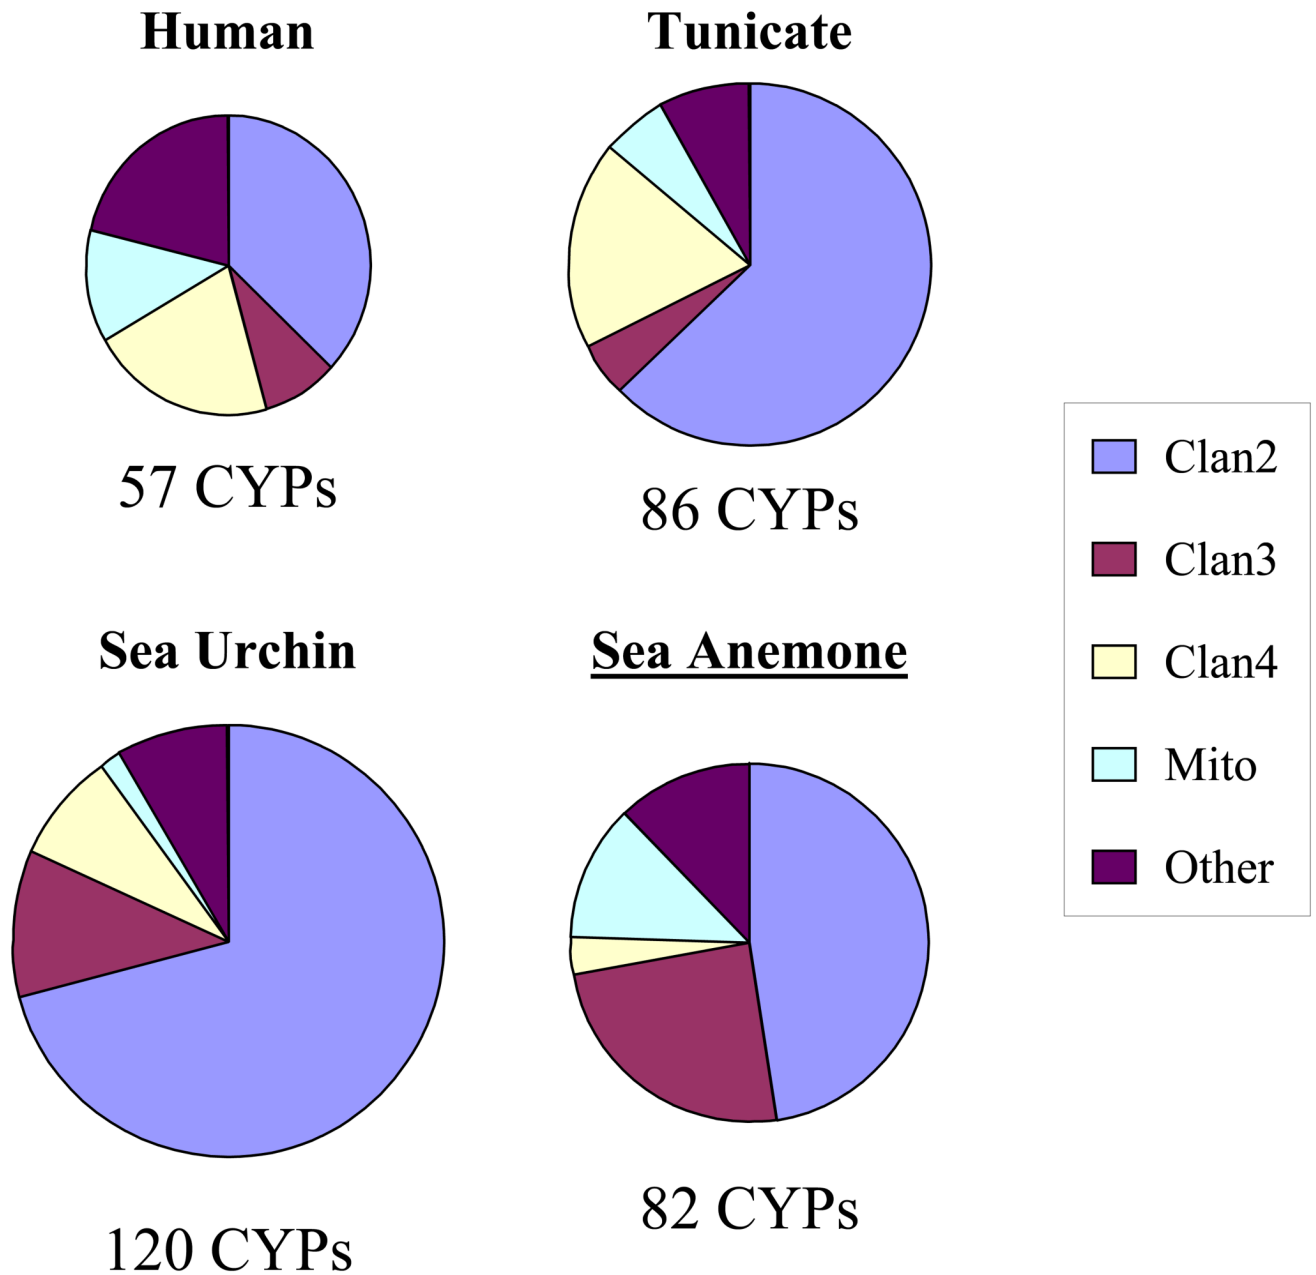 Human
57 CYPs
Tunicate
86 CYPs
Sea Urchin
120 CYPs
Sea Anemone
82 CYPs
Clan2
Clan3
Clan4
Mito
Other